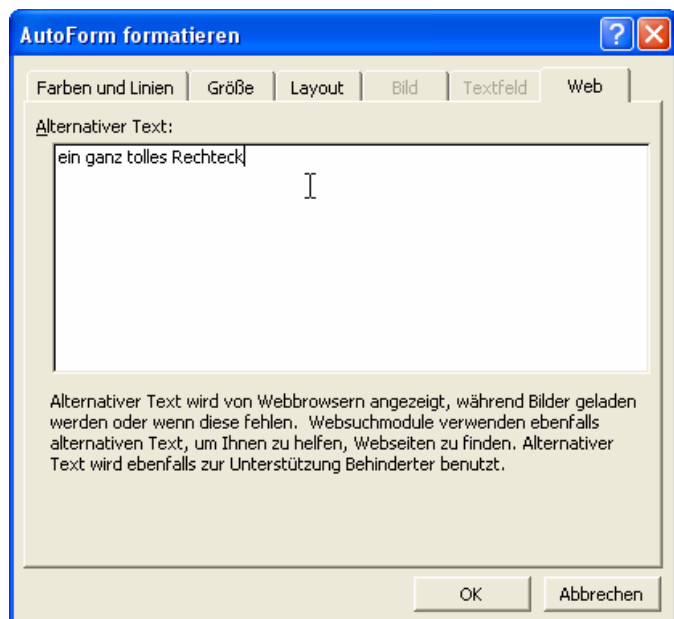 AutoForm formatieren
Farben und Linien Größe Layout Bild Textfeld Web
Alternativer Text:
ein ganz tolles Rechteck
Alternativer Text wird von Webbrowsern angezeigt, während Bilder geladen
werden oder wenn diese fehlen. Websuchmodule verwenden ebenfalls
alternativen Text, um Ihnen zu helfen, Webseiten zu finden. Alternativer
Text wird ebenfalls zur Unterstützung Behinderter benutzt.
OK Abbrechen